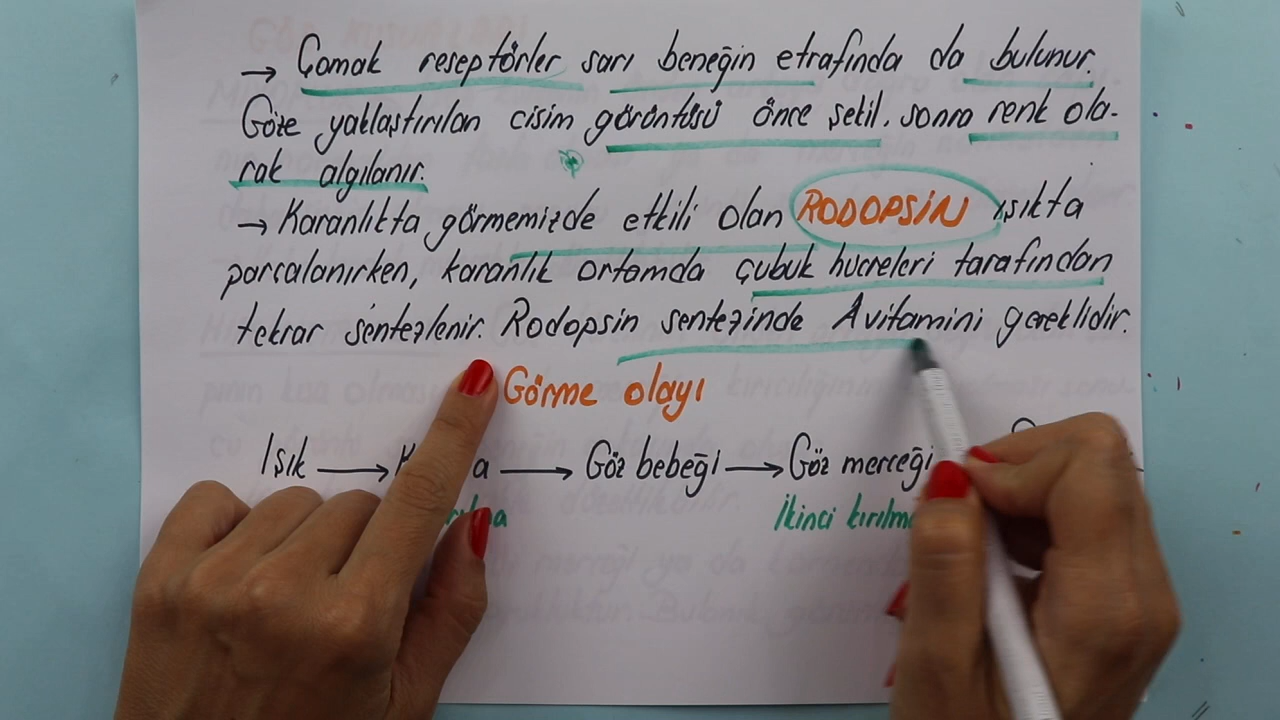 → Çomak reseptörler sarı beneğin etrafında da bulunur.
Göze yaklaştırılan cisim görüntüsü önce şekil, sonra renk ola-
rak algılanır.
→ Karanlıkta görmemizde etkili olan RODOPSİN ışıkta
parçalanırken, karanlık ortamda çubuk hücreleri tarafından
tekrar sentezlenir. Rodopsin sentezinde A vitamini gereklidir.
Görme olayı
Işık → → Göz bebeği → Göz merceği
İkinci kırılma